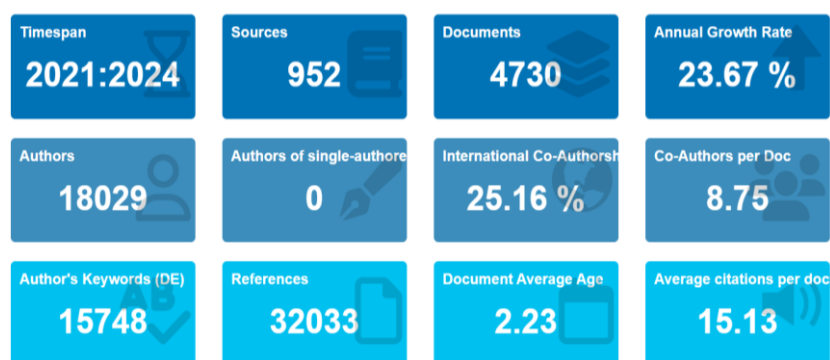 Timespan
2021:2024
Sources
952
Documents
4730
Annual Growth Rate
23.67 %
Authors
18029
Authors of single-authore
0
International Co-Authorsh
25.16 %
Co-Authors per Doc
8.75
Author's Keywords (DE)
15748
References
32033
Document Average Age
2.23
Average citations per doc
15.13